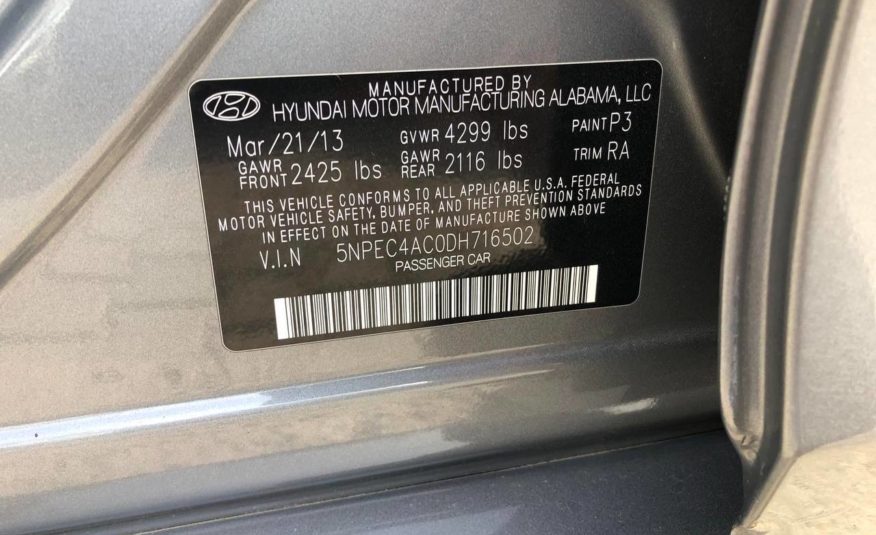 MANUFACTURED BY
HYUNDAI MOTOR MANUFACTURING ALABAMA, LLC
Mar/21/13 GVWR 4299 lbs PAINT P3
GAWR FRONT 2425 lbs GAWR REAR 2116 lbs TRIM RA
THIS VEHICLE CONFORMS TO ALL APPLICABLE U.S.A. FEDERAL
MOTOR VEHICLE SAFETY, BUMPER, AND THEFT PREVENTION STANDARDS
IN EFFECT ON THE DATE OF MANUFACTURE SHOWN ABOVE
V.I.N 5NPEC4AC0DH716502
PASSENGER CAR